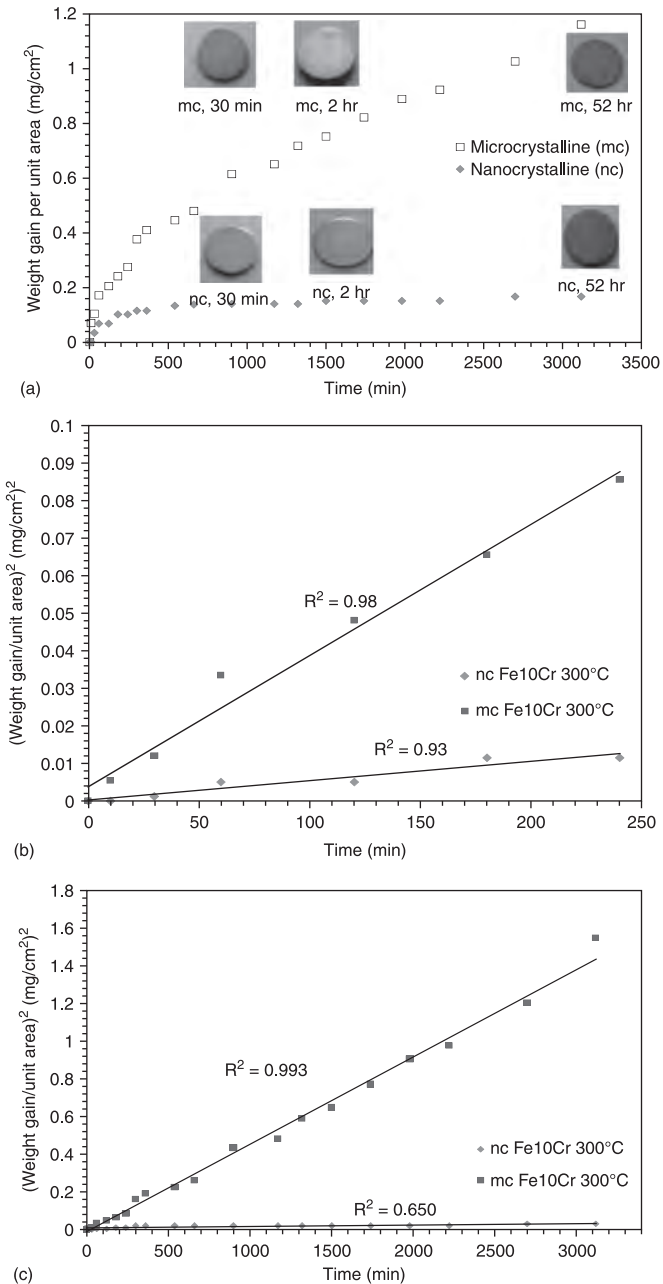 1.2
1
0.8
0.6
0.4
0.2
0
Weight gain per unit area (mg/cm²)
mc, 30 min
mc, 2 hr
mc, 52 hr
Microcrystalline (mc)
Nanocrystalline (nc)
nc, 30 min
nc, 2 hr
nc, 52 hr
0 500 1000 1500 2000 2500 3000 3500
Time (min)
(a)
0.1
0.09
0.08
0.07
0.06
0.05
0.04
0.03
0.02
0.01
0
(Weight gain/unit area)² (mg/cm²)²
R² = 0.98
nc Fe10Cr 300°C
mc Fe10Cr 300°C
R² = 0.93
0 50 100 150 200 250
Time (min)
(b)
1.8
1.6
1.4
1.2
1
0.8
0.6
0.4
0.2
0
(Weight gain/unit area)² (mg/cm²)²
R² = 0.993
nc Fe10Cr 300°C
mc Fe10Cr 300°C
R² = 0.650
0 500 1000 1500 2000 2500 3000
Time (min)
(c)